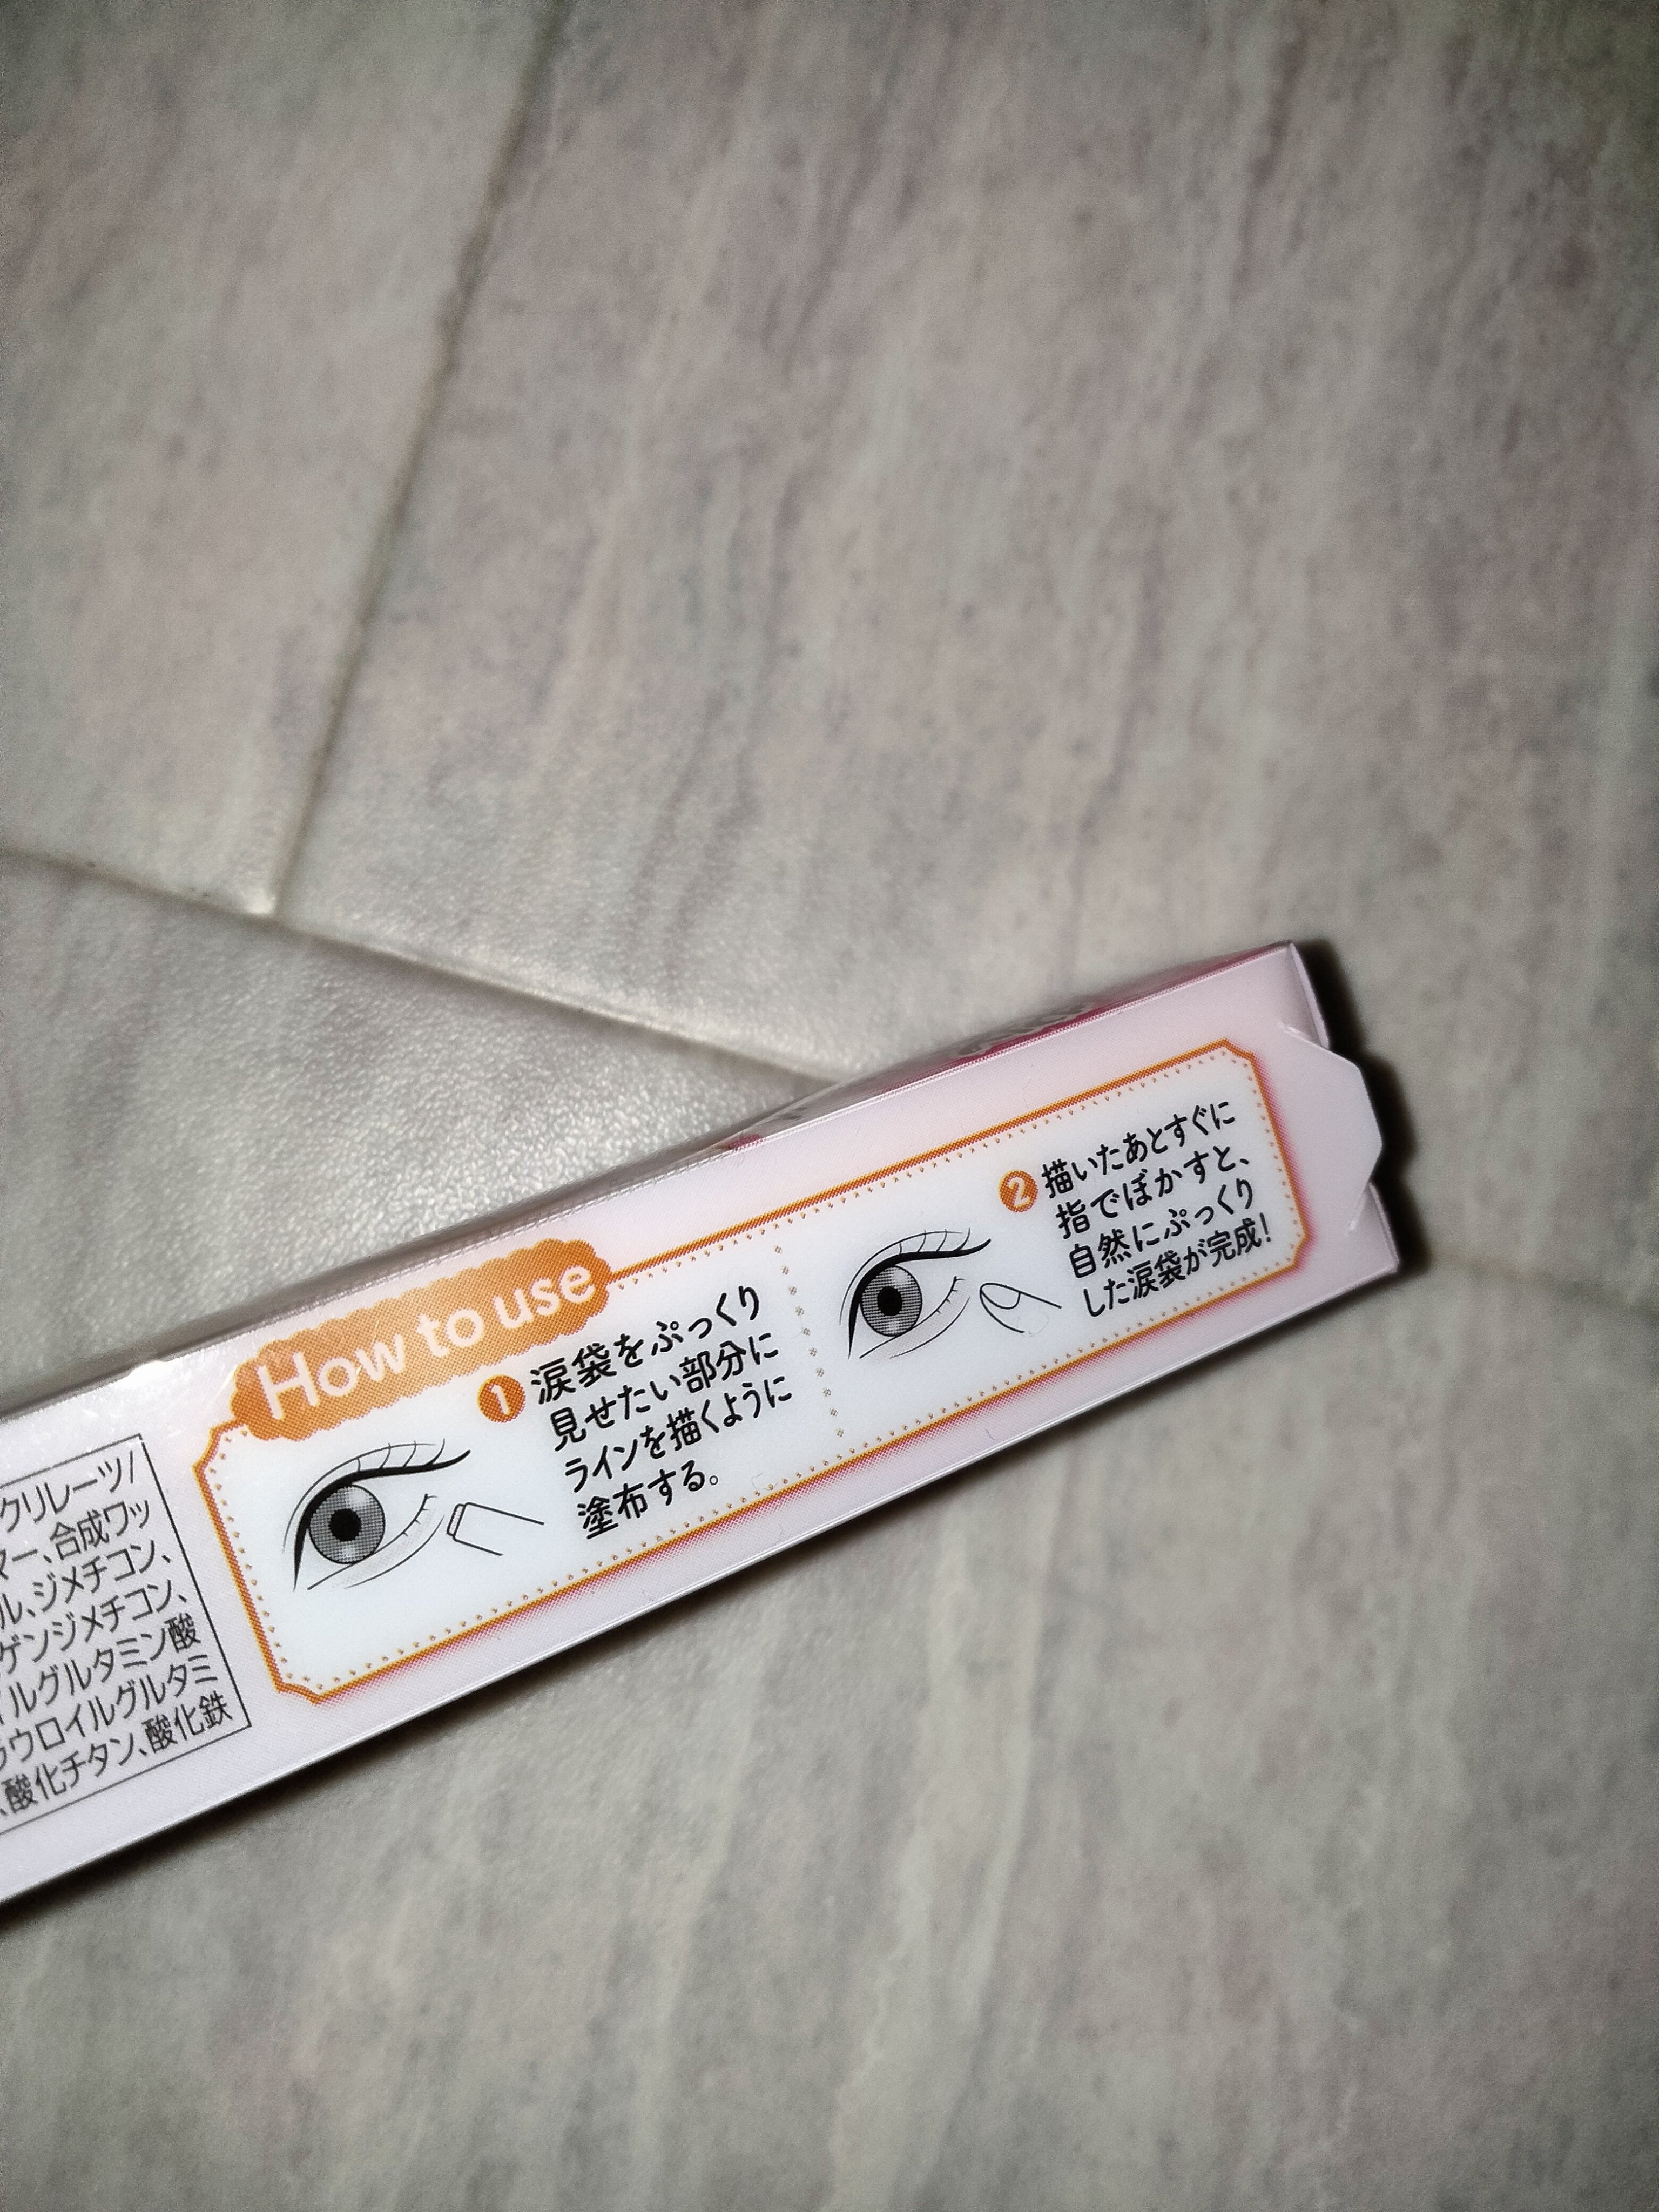 How to use
1 涙袋をぷっくり
見せたい部分に
ラインを描くように
塗布する。
2 描いたあとすぐに
指でぼかすと、
自然にぷっくり
した涙袋が完成!
クリレーツ/
マー、合成ワッ
ル、ジメチコン、
ゲンジメチコン、
イルグルタミン酸
ラウロイルグルタミ
、酸化チタン、酸化鉄